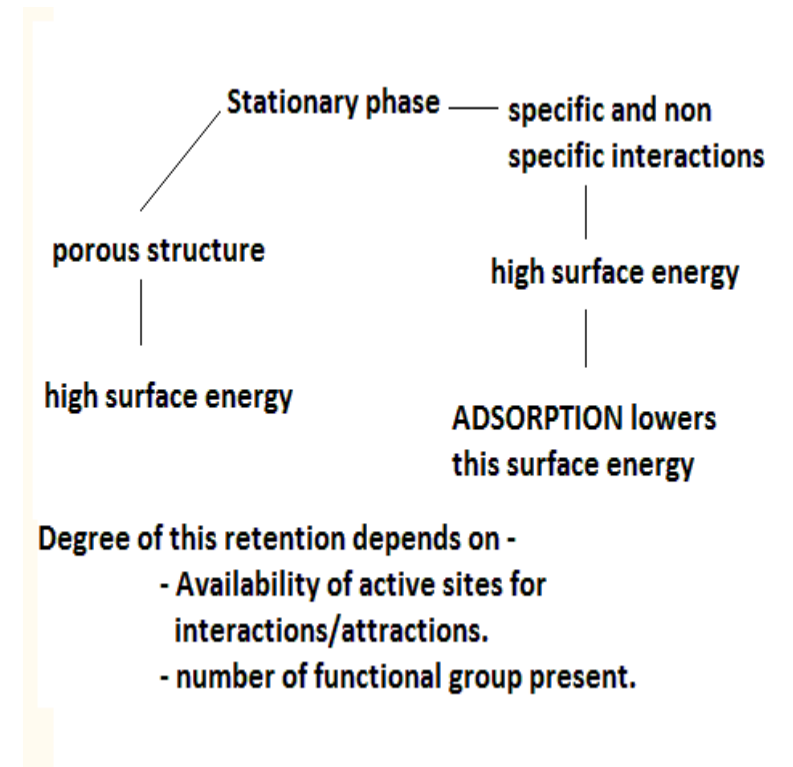 Stationary phase
specific and non
specific interactions
porous structure
high surface energy
high surface energy
ADSORPTION lowers
this surface energy
Degree of this retention depends on -
- Availability of active sites for
interactions/attractions.
- number of functional group present.